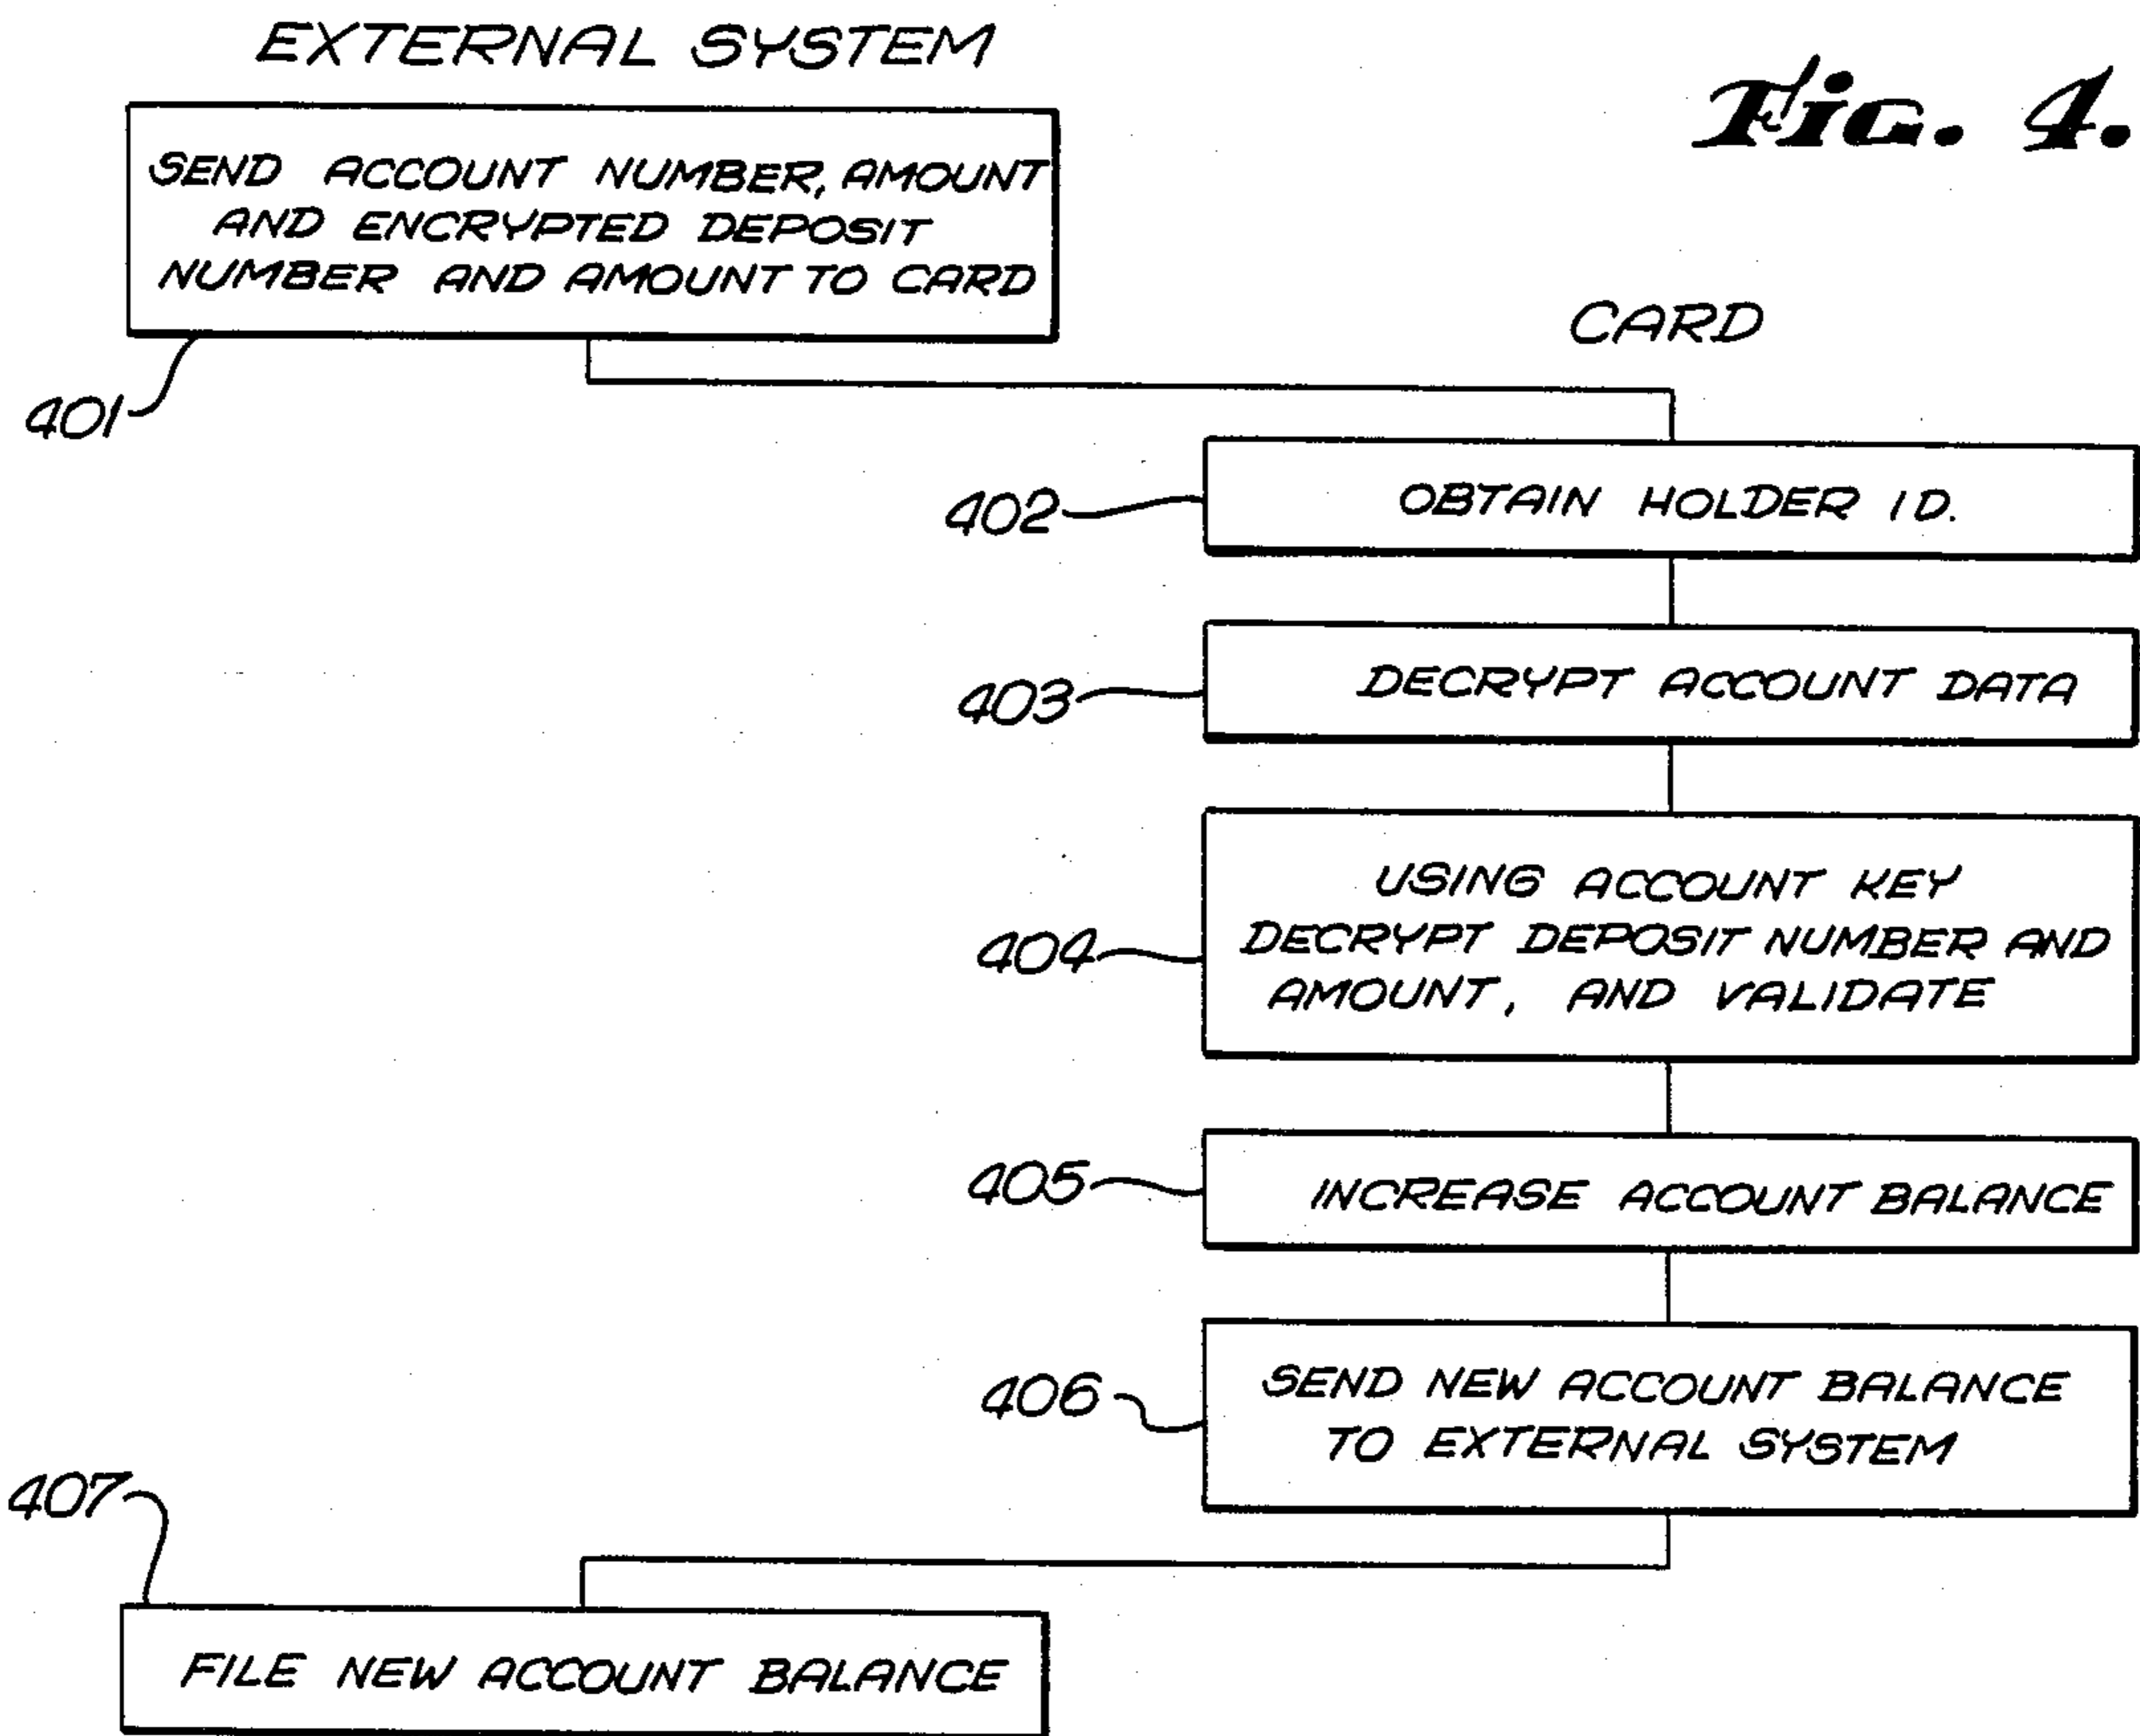 EXTERNAL SYSTEM
Fig. 4.
SEND ACCOUNT NUMBER, AMOUNT
AND ENCRYPTED DEPOSIT
NUMBER AND AMOUNT TO CARD
401
CARD
402
OBTAIN HOLDER ID.
403
DECRYPT ACCOUNT DATA
404
USING ACCOUNT KEY
DECRYPT DEPOSIT NUMBER AND
AMOUNT, AND VALIDATE
405
INCREASE ACCOUNT BALANCE
406
SEND NEW ACCOUNT BALANCE
TO EXTERNAL SYSTEM
407
FILE NEW ACCOUNT BALANCE